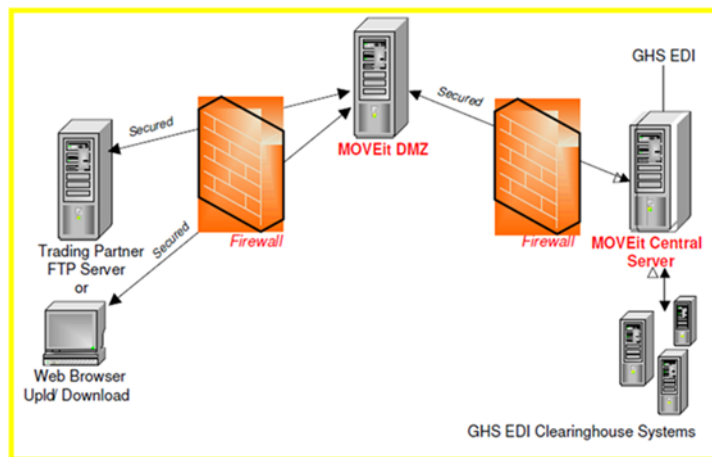 GHS EDI
Secured
Secured
MOVEit DMZ
Firewall
Firewall
MOVEit Central
Server
Trading Partner
FTP Server
or
Secured
Web Browser
Upld/ Download
GHS EDI Clearinghouse Systems